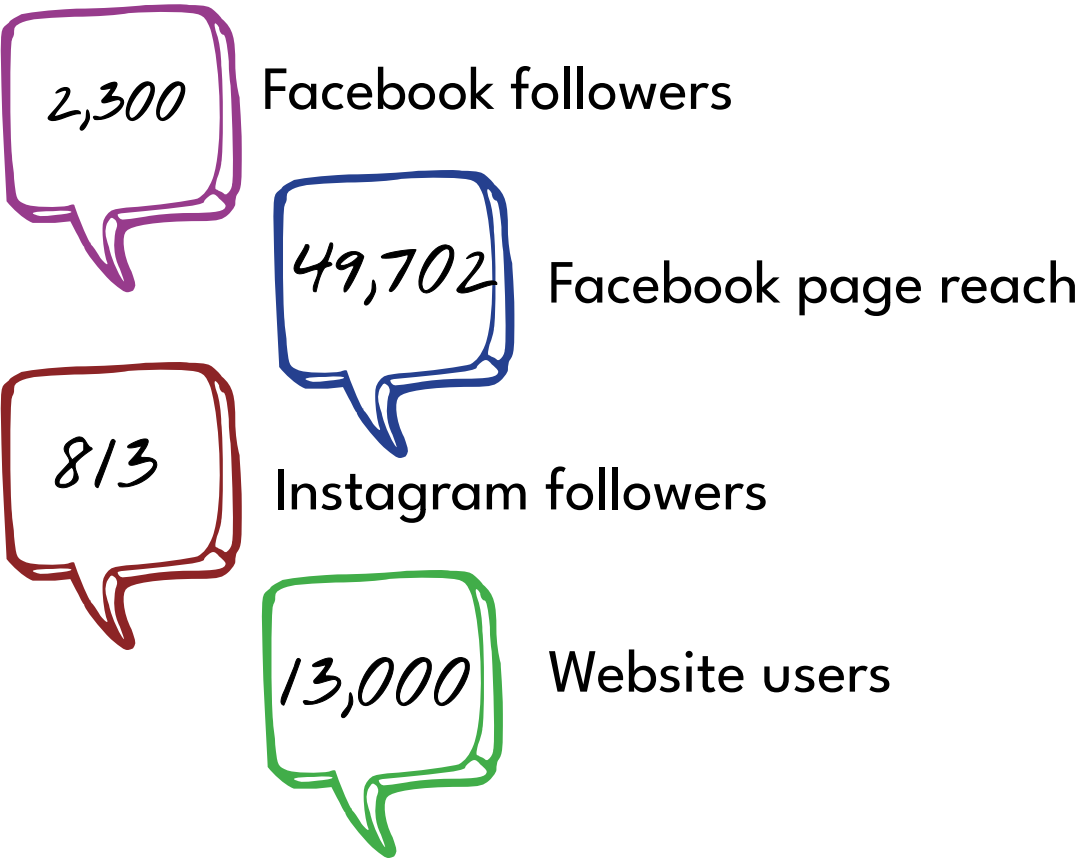 2,300
Facebook followers
49,702
Facebook page reach
813
Instagram followers
13,000
Website users